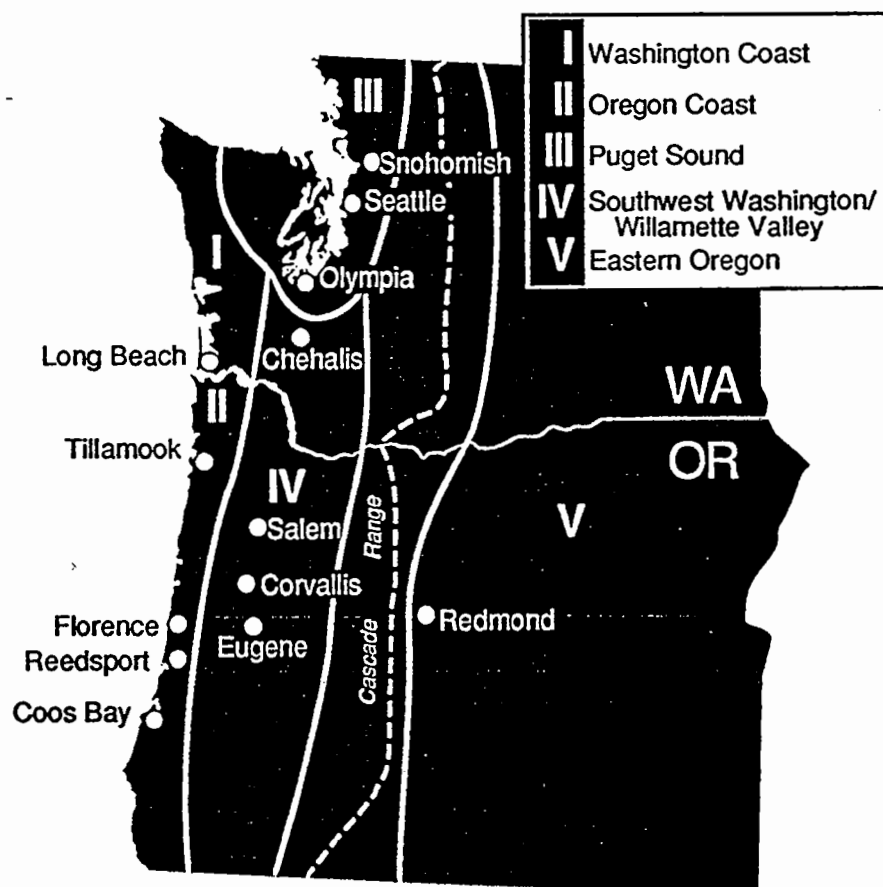 I Washington Coast
II Oregon Coast
III Puget Sound
IV Southwest Washington/
Willamette Valley
V Eastern Oregon
III
Snohomish
Seattle
I
Olympia
Long Beach
Chehalis
II
WA
OR
Tillamook
IV
V
Salem
Range
Corvallis
Florence
Eugene
Redmond
Reedsport
Cascade
Coos Bay